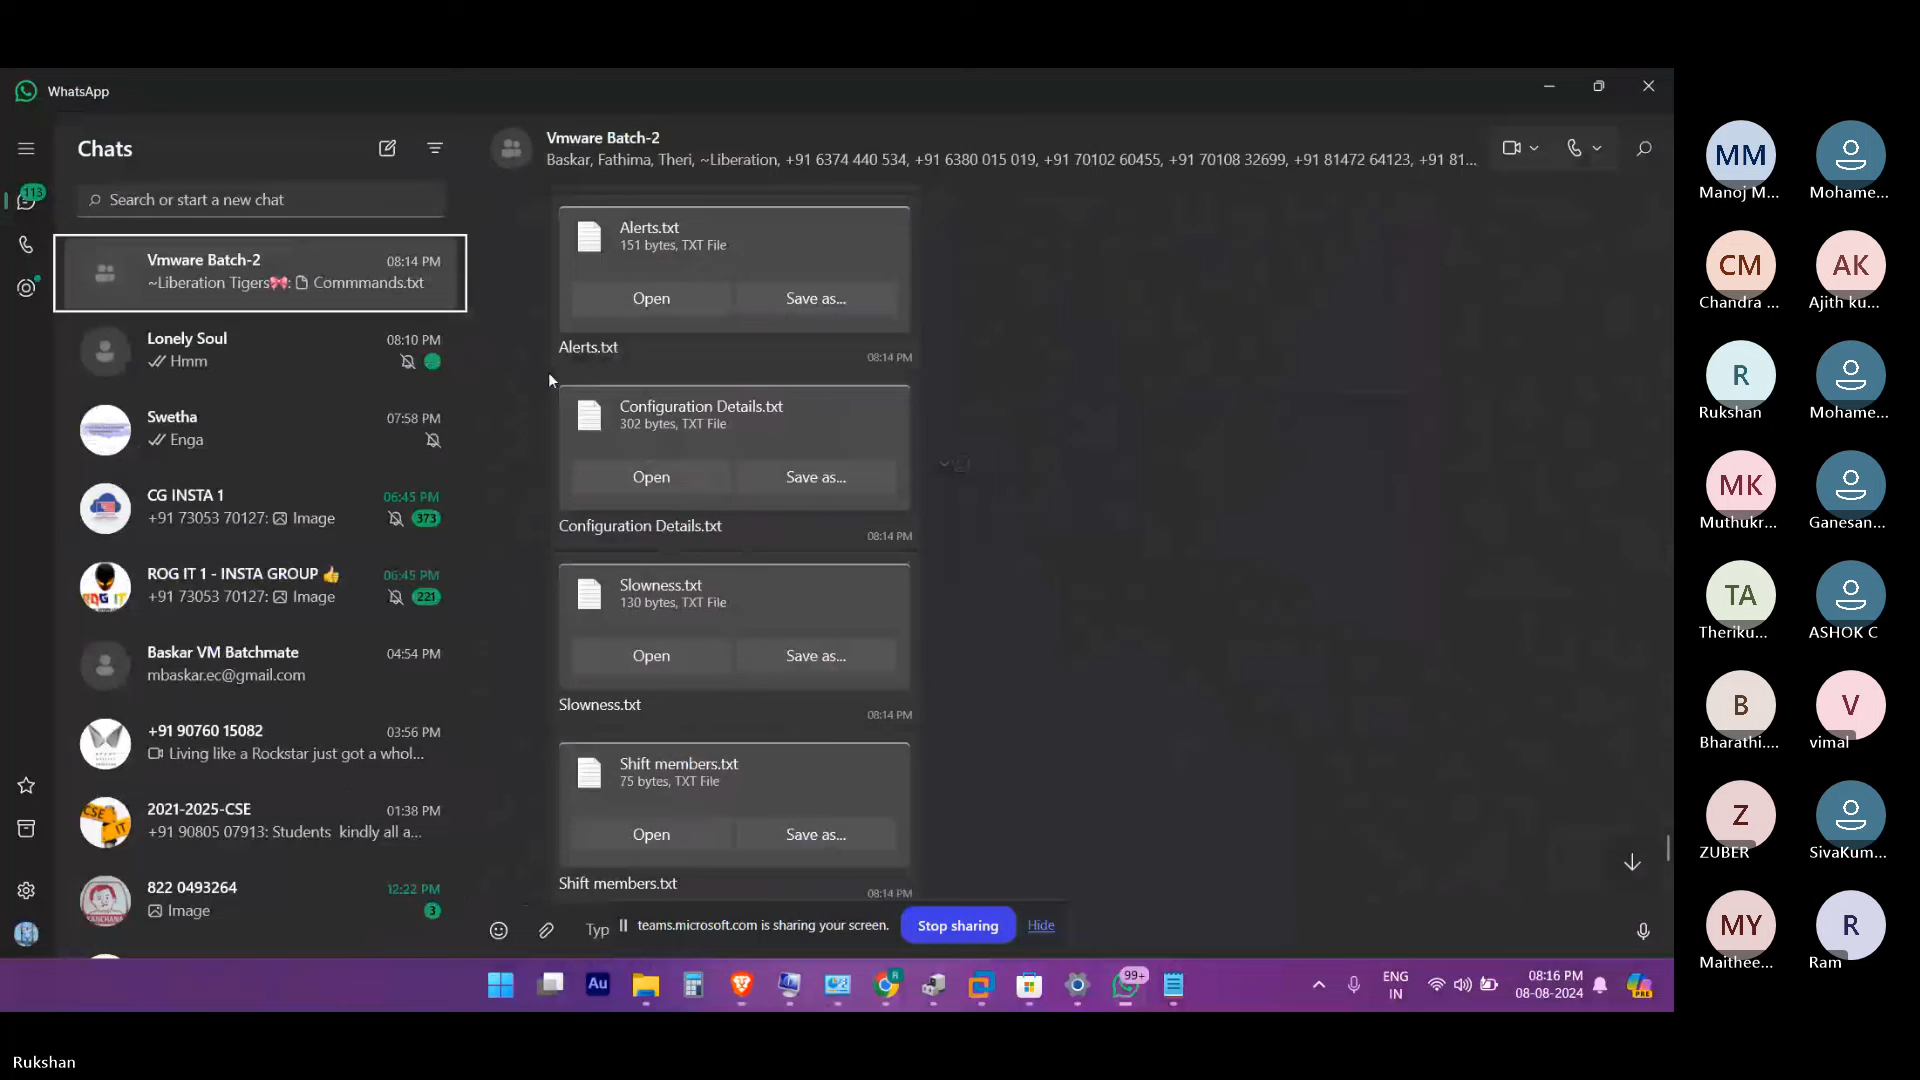 WhatsApp
Chats
Search or start a new chat
113
Vmware Batch-2
08:14 PM
~Liberation Tigers🎀: Commmands.txt
Lonely Soul
08:10 PM
Hmm
Swetha
07:58 PM
Enga
CG INSTA 1
06:45 PM
+91 73053 70127: Image
373
ROG IT 1 - INSTA GROUP 👍
06:45 PM
+91 73053 70127: Image
221
Baskar VM Batchmate
04:54 PM
mbaskar.ec@gmail.com
+91 90760 15082
03:56 PM
Living like a Rockstar just got a whol...
2021-2025-CSE
01:38 PM
+91 90805 07913: Students kindly all a...
822 0493264
12:22 PM
Image
3
Vmware Batch-2
Baskar, Fathima, Theri, ~Liberation, +91 6374 440 534, +91 6380 015 019, +91 70102 60455, +91 70108 32699, +91 81472 64123, +91 81...
Alerts.txt
151 bytes, TXT File
Open Save as...
Alerts.txt
08:14 PM
Configuration Details.txt
302 bytes, TXT File
Open Save as...
Configuration Details.txt
08:14 PM
Slowness.txt
130 bytes, TXT File
Open Save as...
Slowness.txt
08:14 PM
Shift members.txt
75 bytes, TXT File
Open Save as...
Shift members.txt
08:14 PM
Typ
teams.microsoft.com is sharing your screen.
Stop sharing
Hide
Au
R
99+
PRE
ENG
IN
08:16 PM
08-08-2024
MM
Manoj M...
Mohame...
CM
Chandra ...
AK
Ajith ku...
R
Rukshan
Mohame...
MK
Muthukr...
Ganesan...
TA
Theriku...
ASHOK C
B
Bharathi....
V
vimal
Z
ZUBER
SivaKum...
MY
Maithee...
R
Ram
Rukshan